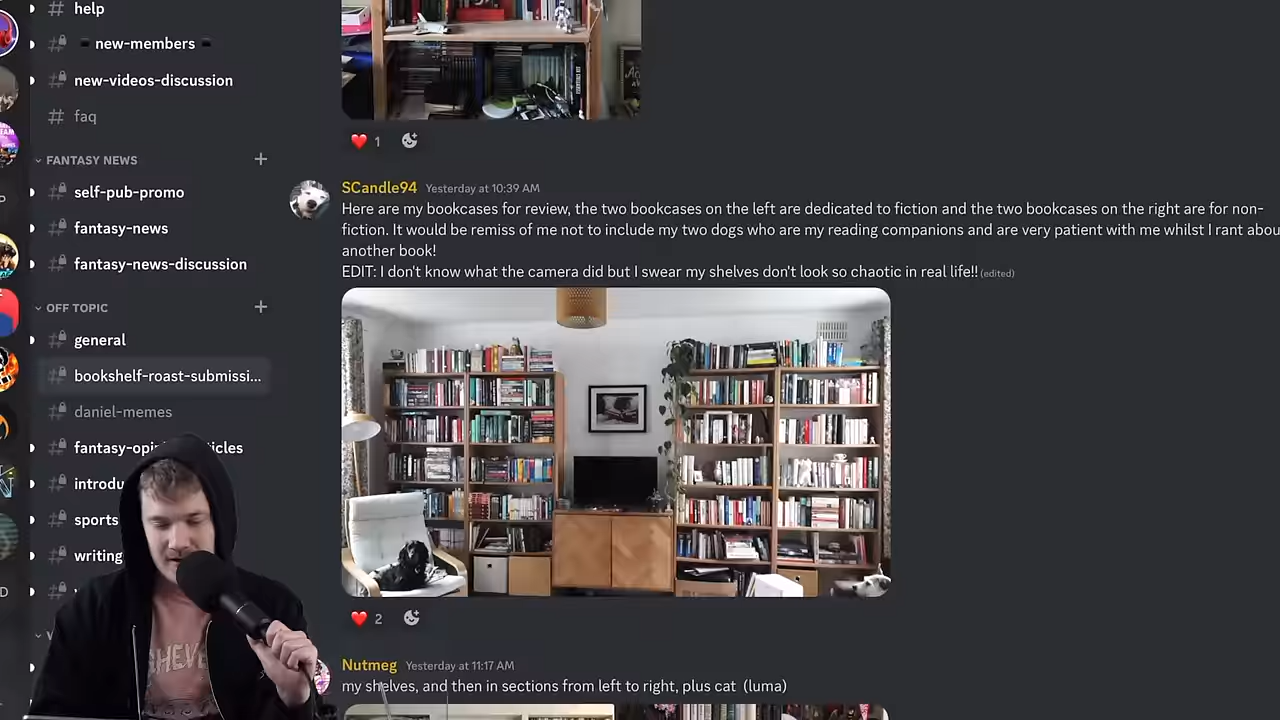 help
new-members
new-videos-discussion
faq
FANTASY NEWS
self-pub-promo
fantasy-news
fantasy-news-discussion
OFF TOPIC
general
bookshelf-roast-submissi...
daniel-memes
introdu
sports
writing
1
SCandle94 Yesterday at 10:39 AM
Here are my bookcases for review, the two bookcases on the left are dedicated to fiction and the two bookcases on the right are for non-
fiction. It would be remiss of me not to include my two dogs who are my reading companions and are very patient with me whilst I rant abou
another book!
EDIT: I don't know what the camera did but I swear my shelves don't look so chaotic in real life!! (edited)
2
Nutmeg Yesterday at 11:17 AM
my shelves, and then in sections from left to right, plus cat (luma)